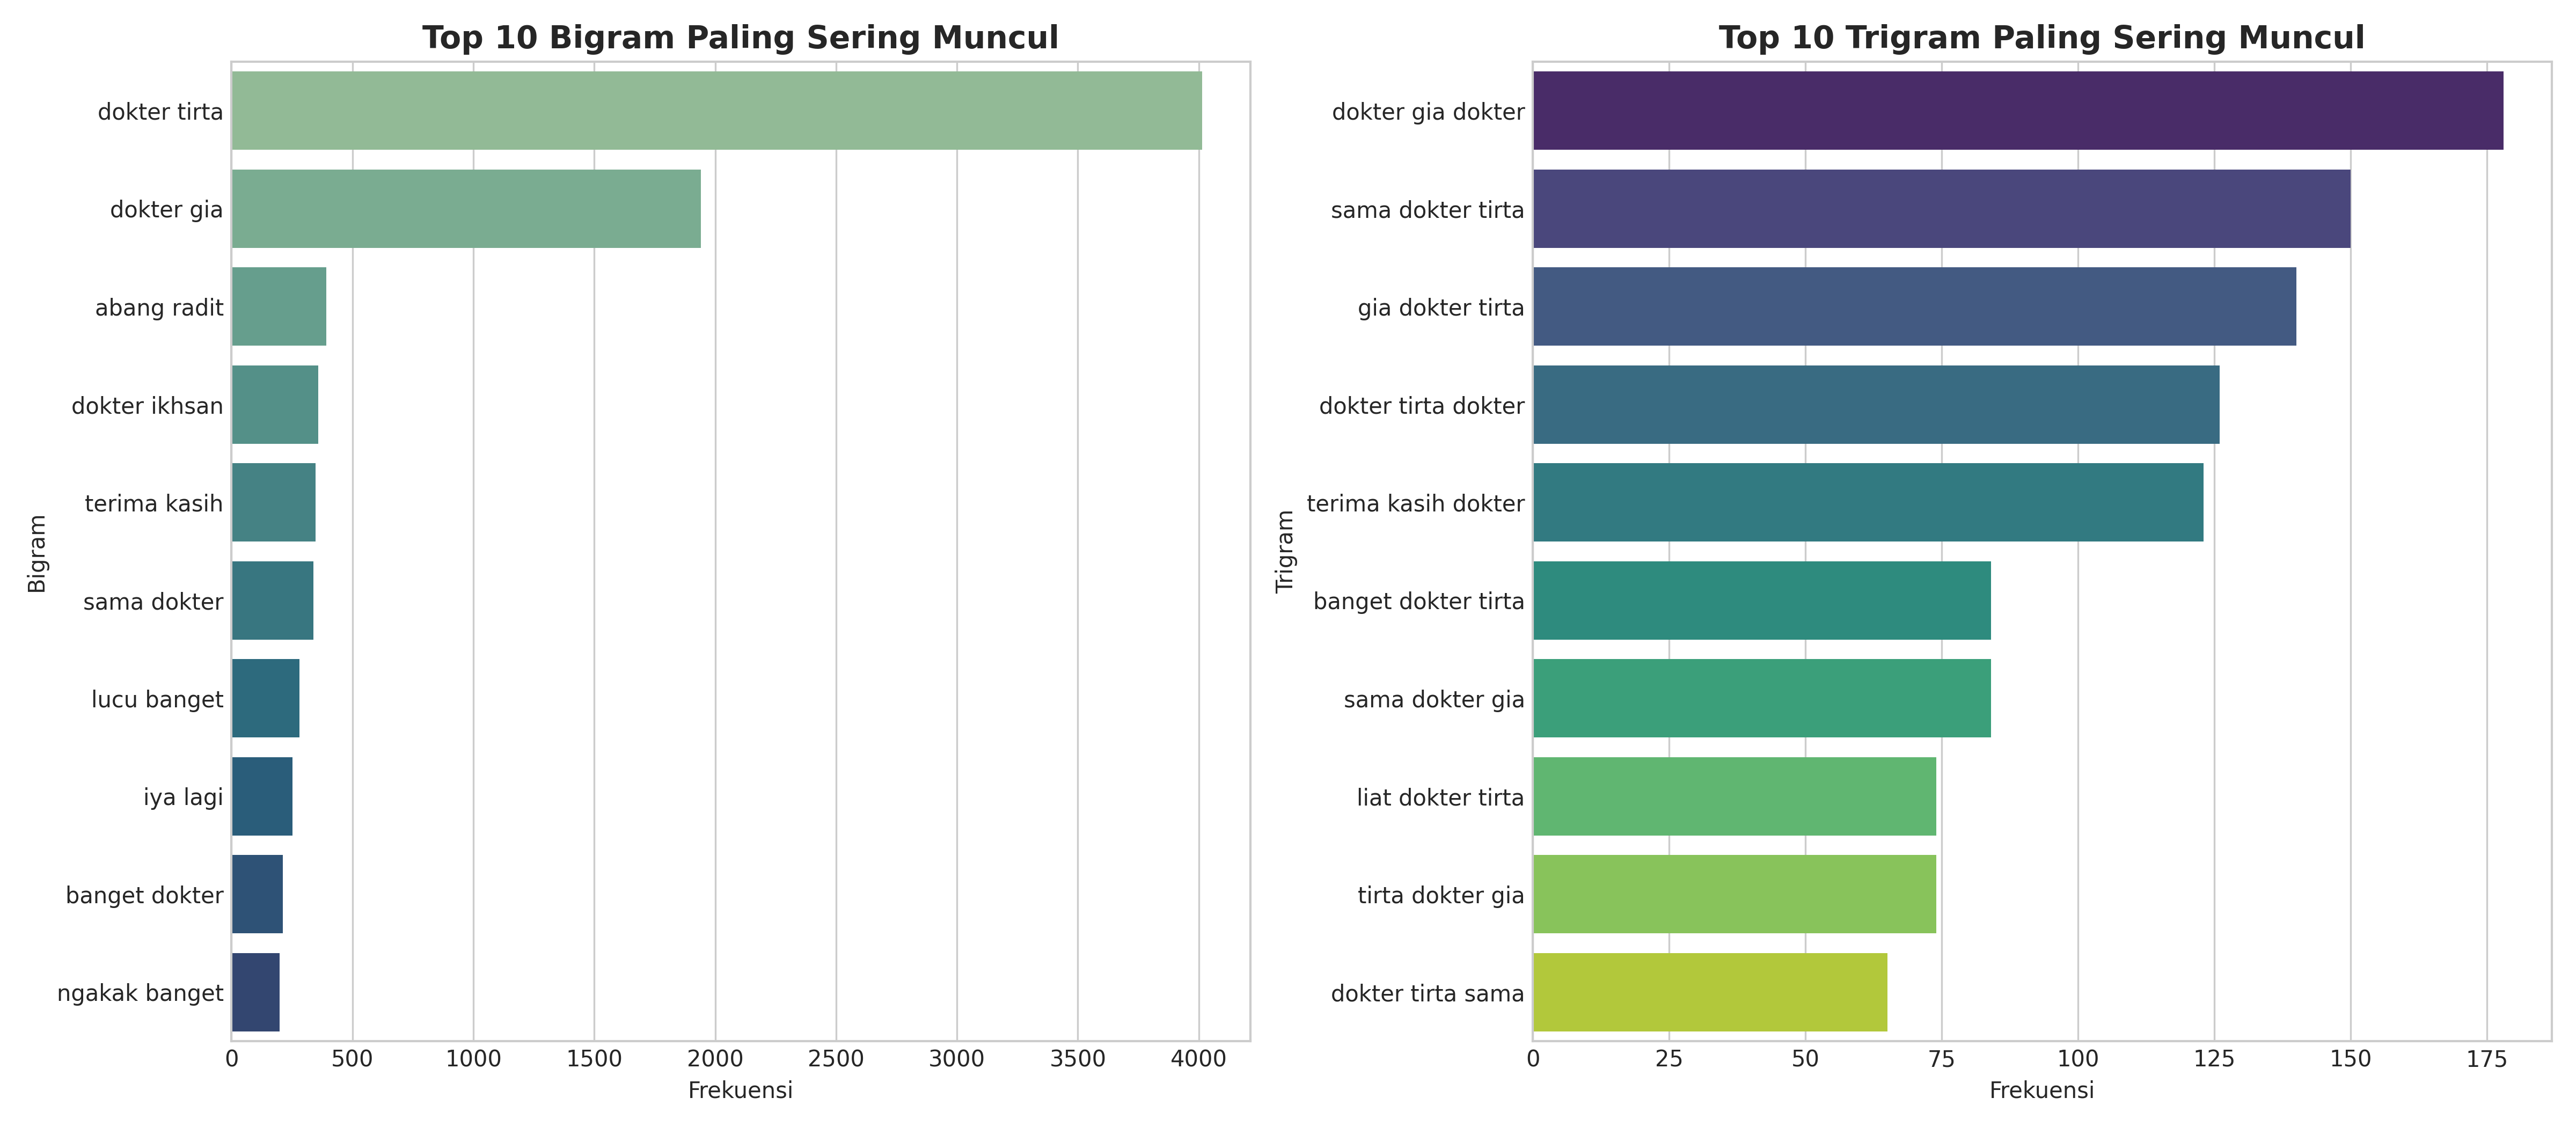 Top 10 Bigram Paling Sering Muncul
Bigram
dokter tirta
dokter gia
abang radit
dokter ikhsan
terima kasih
sama dokter
lucu banget
iya lagi
banget dokter
ngakak banget
0 500 1000 1500 2000 2500 3000 3500 4000
Frekuensi
Top 10 Trigram Paling Sering Muncul
Trigram
dokter gia dokter
sama dokter tirta
gia dokter tirta
dokter tirta dokter
terima kasih dokter
banget dokter tirta
sama dokter gia
liat dokter tirta
tirta dokter gia
dokter tirta sama
0 25 50 75 100 125 150 175
Frekuensi